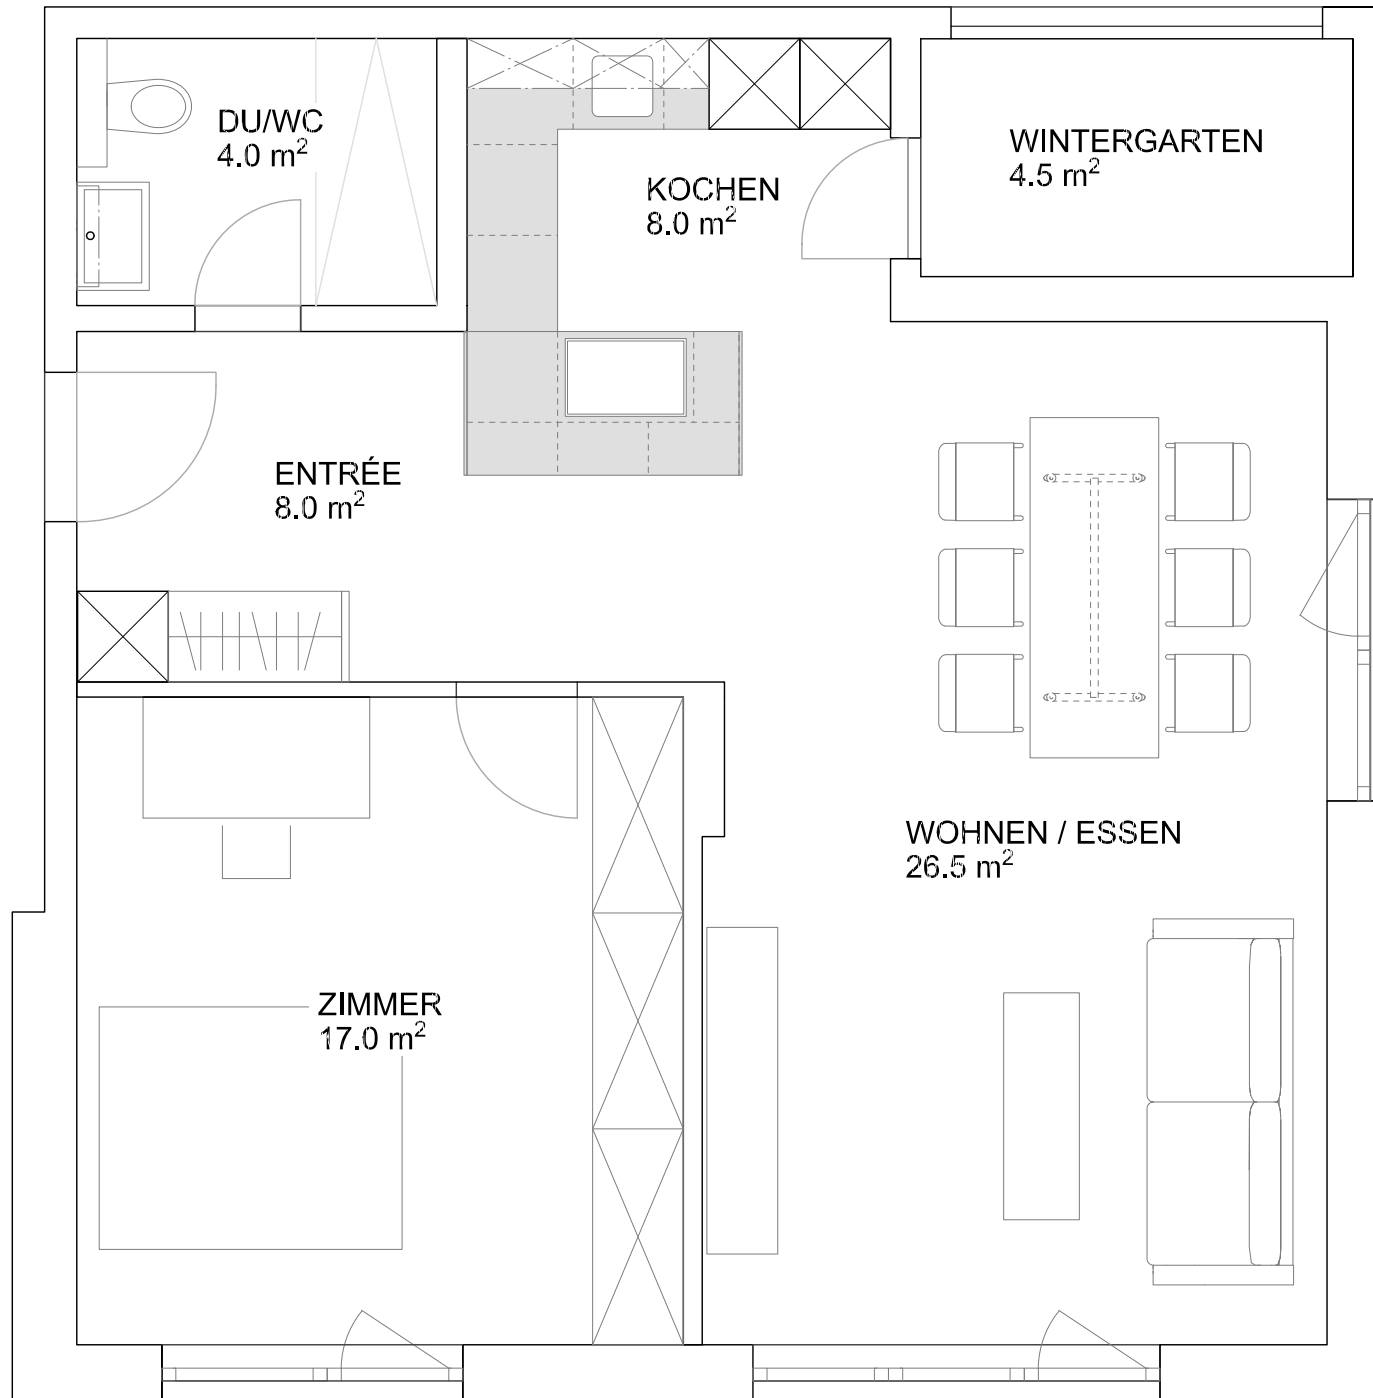 DU/WC
4.0 m²
WINTERGARTEN
4.5 m²
KOCHEN
8.0 m²
ENTRÉE
8.0 m²
WOHNEN / ESSEN
26.5 m²
ZIMMER
17.0 m²